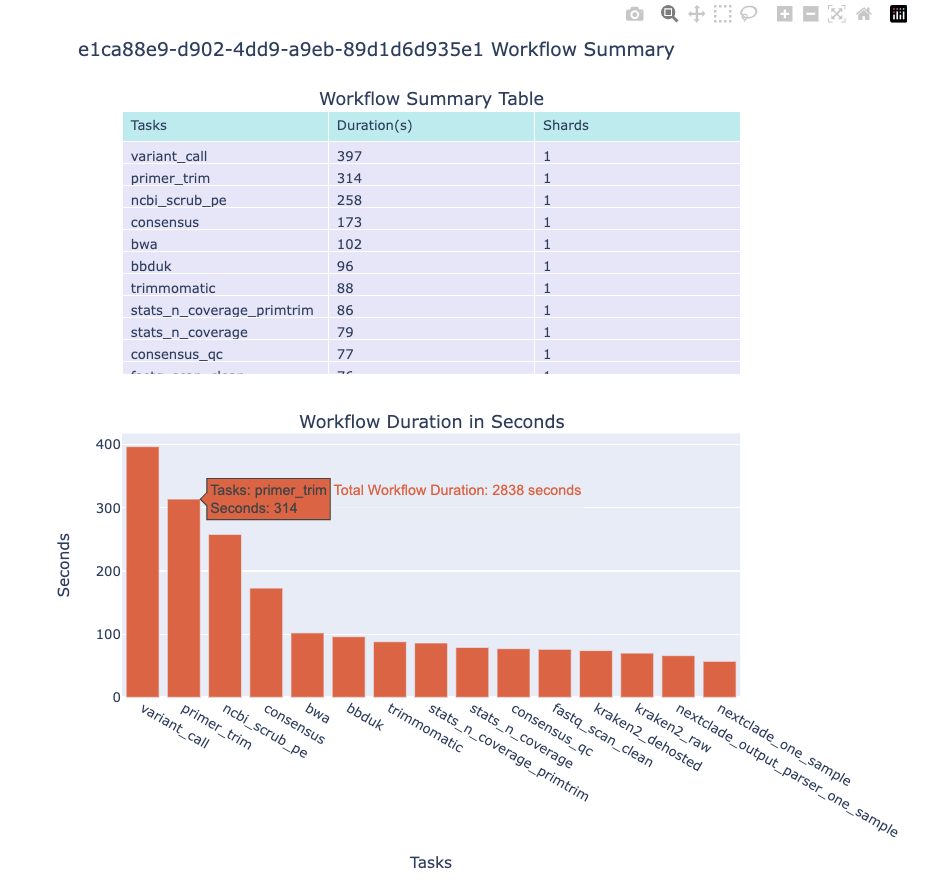 e1ca88e9-d902-4dd9-a9eb-89d1d6d935e1 Workflow Summary
Workflow Summary Table
Tasks Duration(s) Shards
variant_call 397 1
primer_trim 314 1
ncbi_scrub_pe 258 1
consensus 173 1
bwa 102 1
bbduk 96 1
trimmomatic 88 1
stats_n_coverage_primtrim 86 1
stats_n_coverage 79 1
consensus_qc 77 1
fastq_scan_clean 76 1
Workflow Duration in Seconds
400
300
200
100
0
Seconds
Tasks: primer_trim
Seconds: 314
Total Workflow Duration: 2838 seconds
variant_call
primer_trim
ncbi_scrub_pe
consensus
bwa
bbduk
trimmomatic
stats_n_coverage_primtrim
stats_n_coverage
consensus_qc
fastq_scan_clean
kraken2_dehosted
kraken2_raw
nextclade_output_parser_one_sample
nextclade_one_sample
Tasks